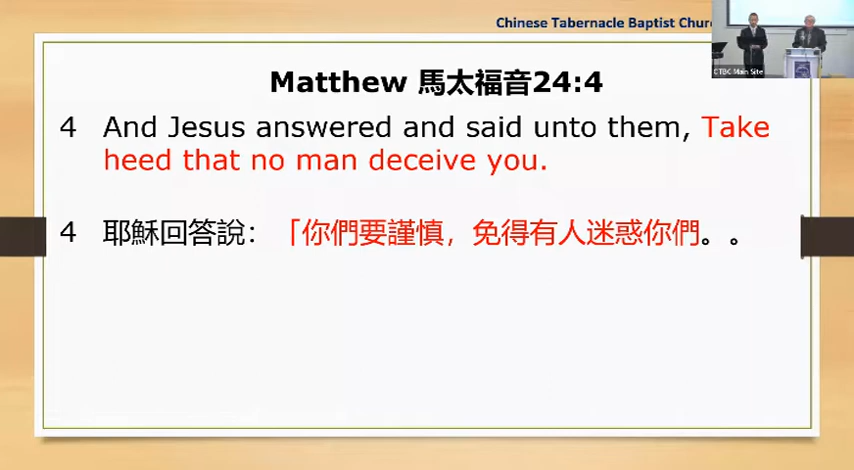 Chinese Tabernacle Baptist Churc
CTBC Main Site
Matthew 馬太福音24:4
4 And Jesus answered and said unto them, Take
heed that no man deceive you.
4 耶穌回答說：「你們要謹慎，免得有人迷惑你們。。